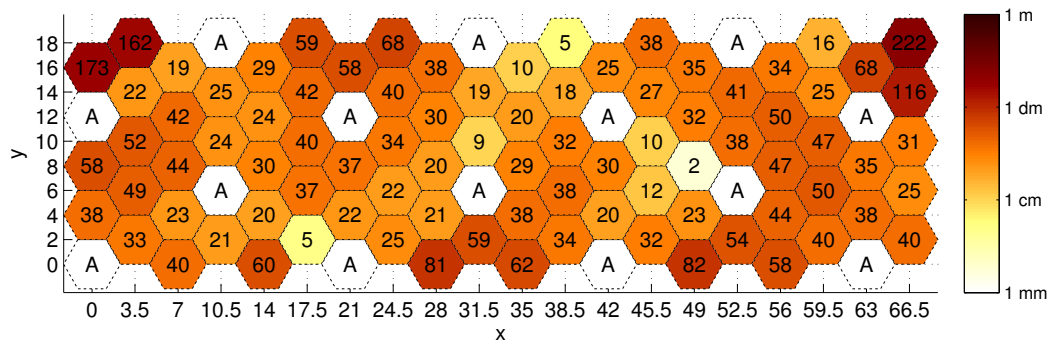 18 162 A 59 68 A 5 38 A 16 222 1 m
16 173 19 29 58 38 10 25 35 34 68
14 22 25 42 40 19 18 27 41 25 116
12 A 42 24 A 30 20 A 32 50 A 1 dm
10 52 24 40 34 9 32 10 38 47 31
y
8 58 44 30 37 20 29 30 2 47 35
6 49 A 37 22 A 38 12 A 50 25 1 cm
4 38 23 20 22 21 38 20 23 44 38
2 33 21 5 25 59 34 32 54 40 40
0 A 40 60 A 81 62 A 82 58 A
1 mm
0 3.5 7 10.5 14 17.5 21 24.5 28 31.5 35 38.5 42 45.5 49 52.5 56 59.5 63 66.5
x